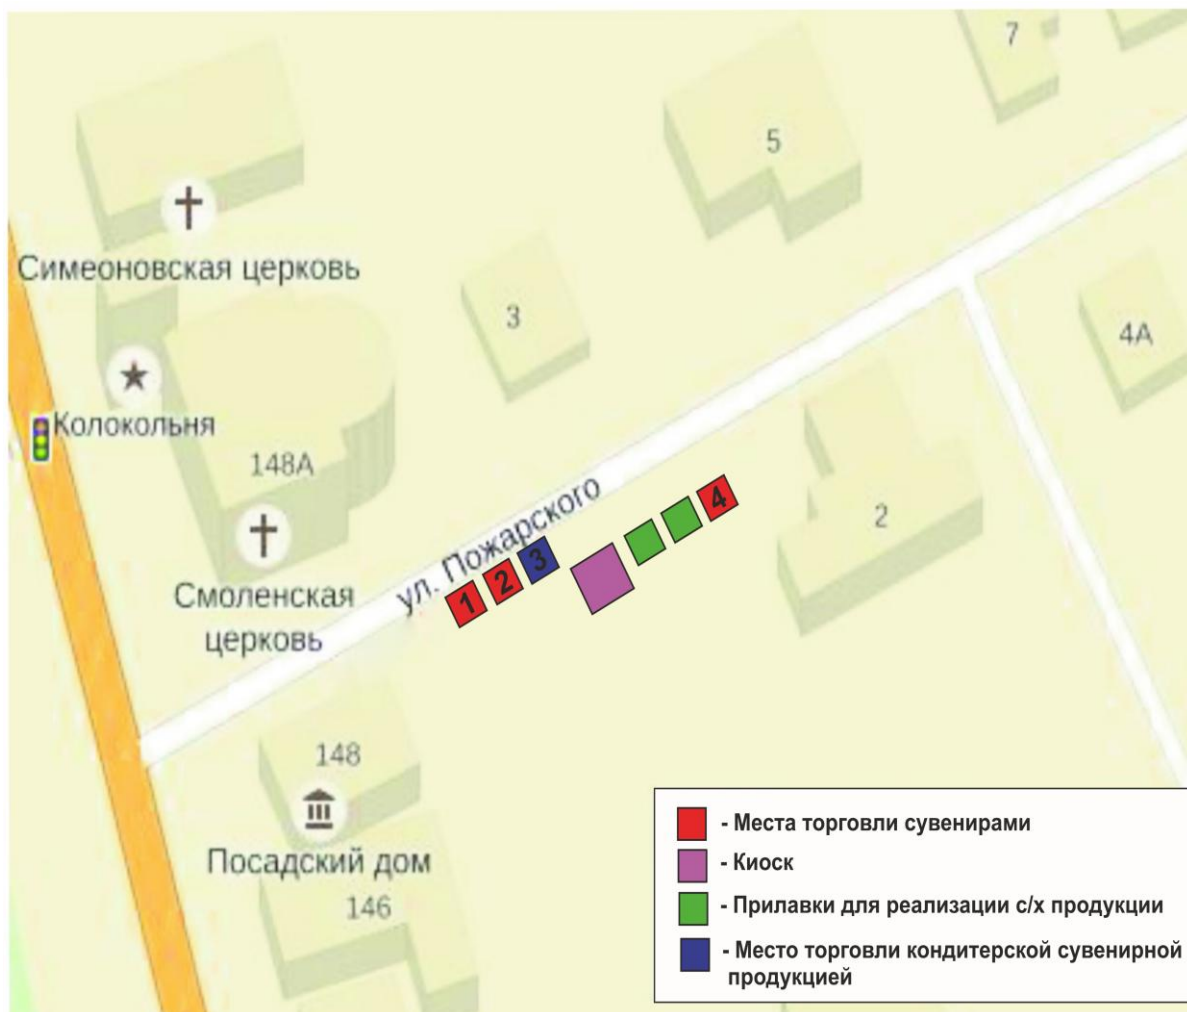 7
5
Симеоновская церковь
3
4А
Колокольня
148А
ул. Пожарского
4
2
3
2
1
Смоленская
церковь
148
Посадский дом
146
- Места торговли сувенирами
- Киоск
- Прилавки для реализации с/х продукции
- Место торговли кондитерской сувенирной
продукцией